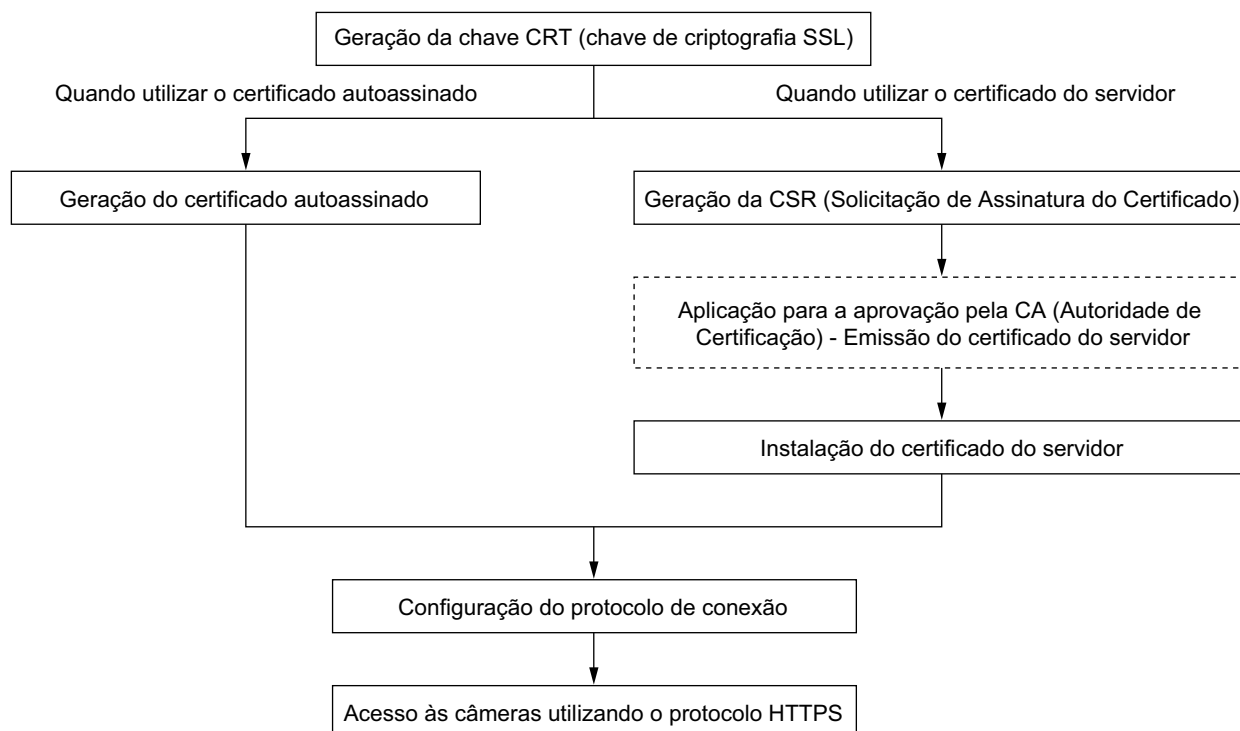 Geração da chave CRT (chave de criptografia SSL)
Quando utilizar o certificado autoassinado
Quando utilizar o certificado do servidor
Geração do certificado autoassinado
Geração da CSR (Solicitação de Assinatura do Certificado)
Aplicação para a aprovação pela CA (Autoridade de
Certificação) - Emissão do certificado do servidor
Instalação do certificado do servidor
Configuração do protocolo de conexão
Acesso às câmeras utilizando o protocolo HTTPS